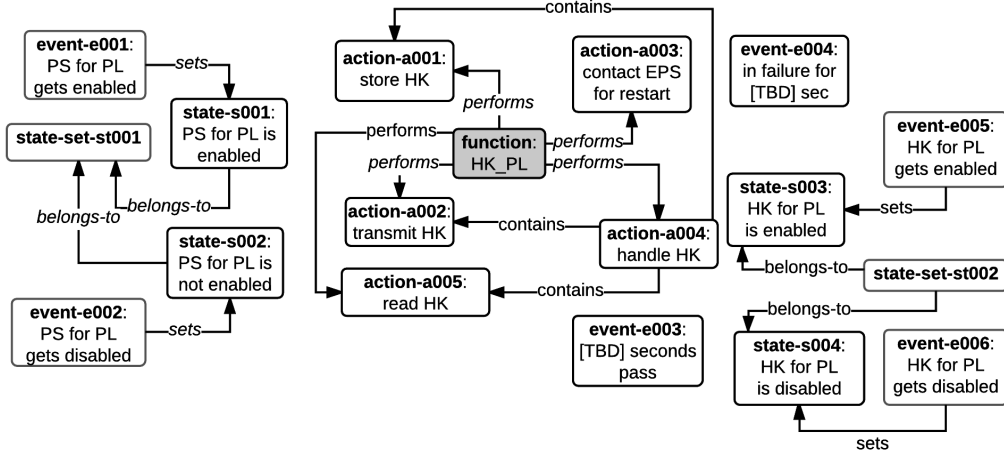 contains
event-e001:
PS for PL
gets enabled
sets
state-s001:
PS for PL is
enabled
state-set-st001
belongs-to
belongs-to
state-s002:
PS for PL is
not enabled
event-e002:
PS for PL
gets disabled
sets
action-a001:
store HK
performs
performs
performs
function:
HK_PL
performs
performs
action-a003:
contact EPS
for restart
action-a002:
transmit HK
contains
action-a004:
handle HK
action-a005:
read HK
contains
event-e003:
[TBD] seconds
pass
event-e004:
in failure for
[TBD] sec
event-e005:
HK for PL
gets enabled
state-s003:
HK for PL
is enabled
sets
belongs-to
state-set-st002
belongs-to
state-s004:
HK for PL
is disabled
event-e006:
HK for PL
gets disabled
sets